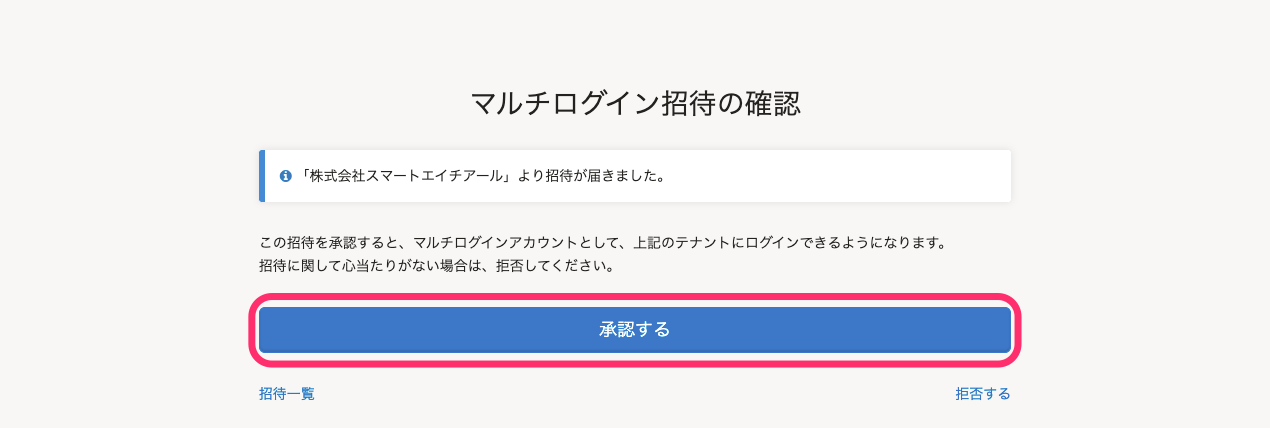 マルチログイン招待の確認
「株式会社スマートエイチアール」より招待が届きました。
この招待を承認すると、マルチログインアカウントとして、上記のテナントにログインできるようになります。
招待に関して心当たりがない場合は、拒否してください。
承認する
招待一覧
拒否する